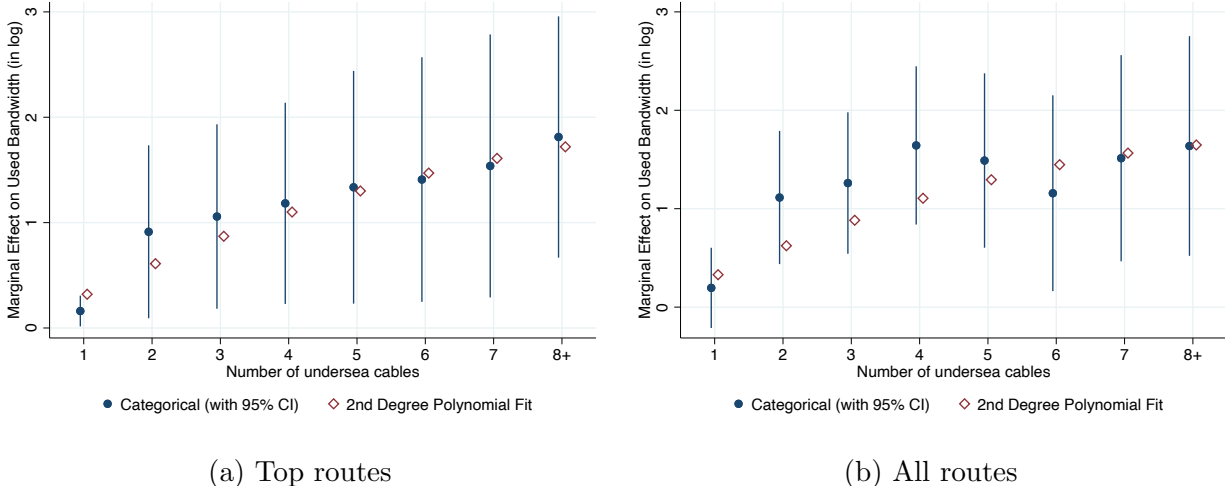 Marginal Effect on Used Bandwidth (in log)
3
2
1
0
1 2 3 4 5 6 7 8+
Number of undersea cables
Categorical (with 95% CI) 2nd Degree Polynomial Fit
(a) Top routes
Marginal Effect on Used Bandwidth (in log)
3
2
1
0
1 2 3 4 5 6 7 8+
Number of undersea cables
Categorical (with 95% CI) 2nd Degree Polynomial Fit
(b) All routes